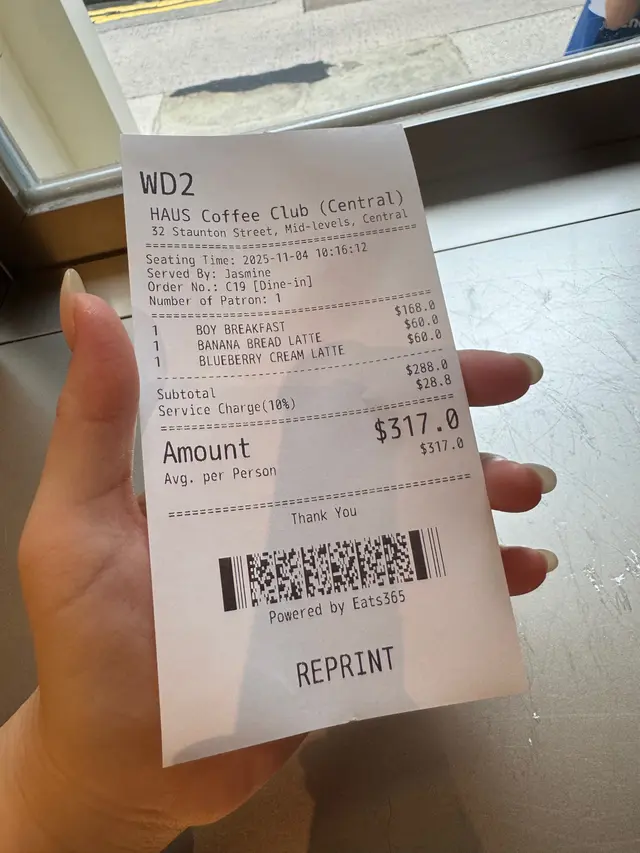 WD2
HAUS Coffee Club (Central)
32 Staunton Street, Mid-levels, Central
Seating Time: 2025-11-04 10:16:12
Served By: Jasmine
Order No.: C19 [Dine-in]
Number of Patron: 1
1 BOY BREAKFAST $168.0
1 BANANA BREAD LATTE $60.0
1 BLUEBERRY CREAM LATTE $60.0
Subtotal $288.0
Service Charge(10%) $28.8
Amount $317.0
Avg. per Person $317.0
Thank You
Powered by Eats365
REPRINT